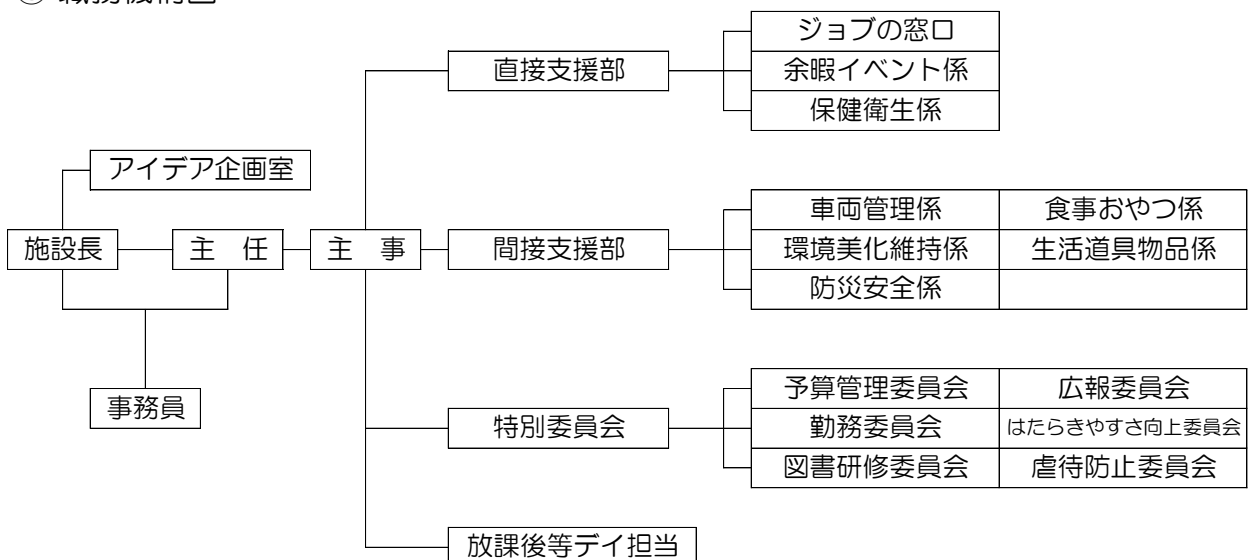 ジョブの窓口
直接支援部
余暇イベント係
保健衛生係
アイデア企画室
車両管理係 食事おやつ係
施設長 主　任 主　事 間接支援部 環境美化維持係 生活道具物品係
防災安全係
予算管理委員会 広報委員会
事務員 特別委員会 勤務委員会 はたらきやすさ向上委員会
図書研修委員会 虐待防止委員会
放課後等デイ担当